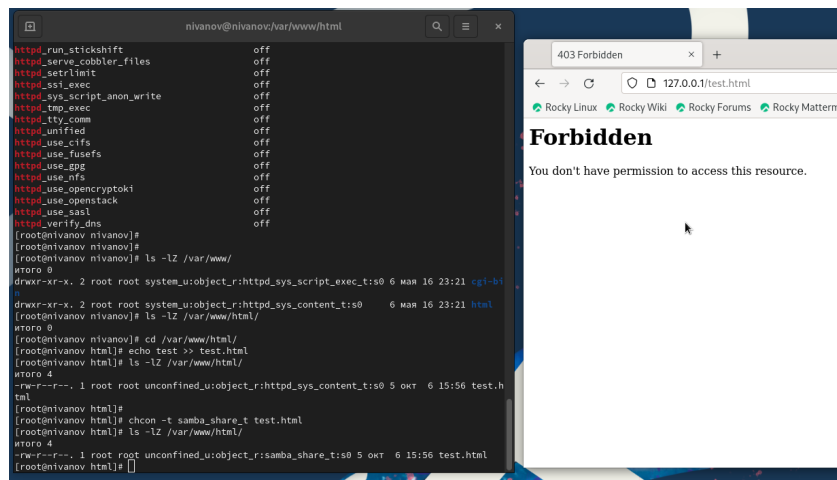 nivanov@nivanov:/var/www/html
httpd_run_stickshift off
httpd_serve_cobbler_files off
httpd_setrlimit off
httpd_ssi_exec off
httpd_sys_script_anon_write off
httpd_tmp_exec off
httpd_tty_comm off
httpd_unified off
httpd_use_cifs off
httpd_use_fusefs off
httpd_use_gpg off
httpd_use_nfs off
httpd_use_opencryptoki off
httpd_use_openstack off
httpd_use_sasl off
httpd_verify_dns off
[root@nivanov nivanov]#
[root@nivanov nivanov]#
[root@nivanov nivanov]# ls -lZ /var/www/
итого 0
drwxr-xr-x. 2 root root system_u:object_r:httpd_sys_script_exec_t:s0 6 мая 16 23:21 cgi-bi
n
drwxr-xr-x. 2 root root system_u:object_r:httpd_sys_content_t:s0 6 мая 16 23:21 html
[root@nivanov nivanov]# ls -lZ /var/www/html/
итого 0
[root@nivanov nivanov]# cd /var/www/html/
[root@nivanov html]# echo test >> test.html
[root@nivanov html]# ls -lZ /var/www/html/
итого 4
-rw-r--r--. 1 root root unconfined_u:object_r:httpd_sys_content_t:s0 5 окт 6 15:56 test.h
tml
[root@nivanov html]#
[root@nivanov html]# chcon -t samba_share_t test.html
[root@nivanov html]# ls -lZ /var/www/html/
итого 4
-rw-r--r--. 1 root root unconfined_u:object_r:samba_share_t:s0 5 окт 6 15:56 test.html
[root@nivanov html]#
403 Forbidden
127.0.0.1/test.html
Rocky Linux Rocky Wiki Rocky Forums Rocky Matterm
Forbidden
You don't have permission to access this resource.